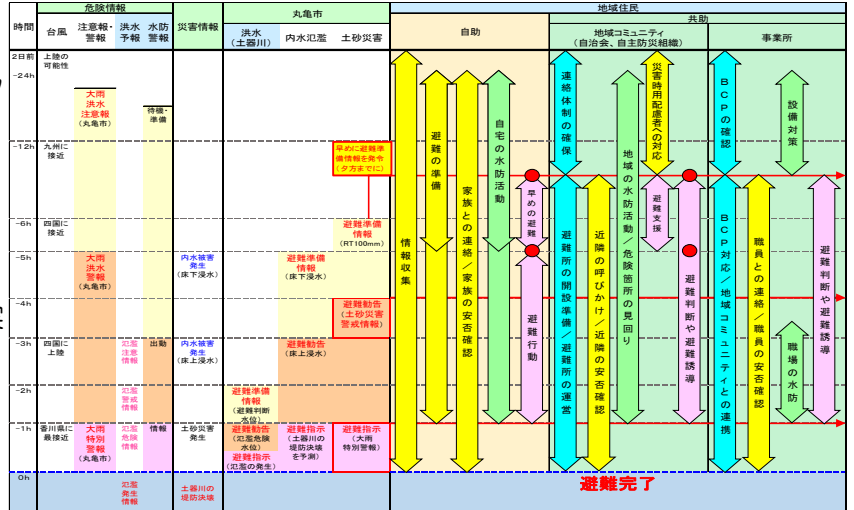 危険情報
災害情報
丸亀市
地域住民
時間
台風
注意報・
警報
洪水
予報
水防
警報
洪水
(土器川)
内水氾濫
土砂災害
自助
共助
地域コミュニティ
(自治会、自主防災組織)
事業所
2日前
上陸の
可能性
-24h
大雨
洪水
注意報
(丸亀市)
待機・
準備
-12h
九州に
接近
早めに避難準
備情報を発令
(夕方までに)
-6h
四国に
接近
避難準備
情報
(RT100mm)
-5h
大雨
洪水
警報
(丸亀市)
内水被害
発生
(床下浸水)
避難準備
情報
(床下浸水)
-4h
避難勧告
(土砂災害
警戒情報)
-3h
四国に
上陸
氾濫
注意
情報
出動
内水被害
発生
(床上浸水)
避難勧告
(床上浸水)
-2h
氾濫
警戒
情報
避難準備
情報
(避難判断
水位)
-1h
香川県に
最接近
大雨
特別
警報
(丸亀市)
氾濫
危険
情報
情報
土砂災害
発生
避難勧告
(氾濫危険
水位)
避難指示
(氾濫の発生)
避難指示
(土器川の
堤防決壊
を予測)
避難指示
(大雨
特別警報)
0h
氾濫
発生
情報
土器川の
堤防決壊
情報収集
避難の準備
家族との連絡/家族の安否確認
自宅の水防活動
早めの避難
避難行動
連絡体制の確保
避難所の開設準備/避難所の運営
近隣の呼びかけ/近隣の安否確認
地域の水防活動/危険箇所の見回り
災害時用配慮者への対応
避難支援
避難判断や避難誘導
BCPの確認
BCP対応/地域コミュニティとの連携
職員との連絡/職員の安否確認
設備対策
職場の水防
避難判断や避難誘導
避難完了